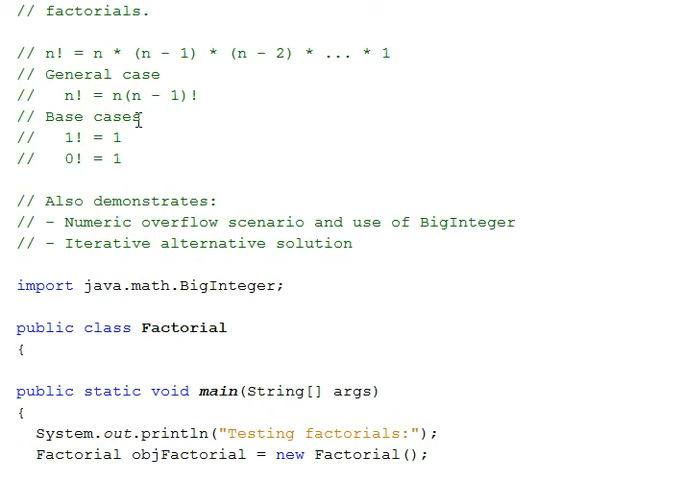 // factorials.
// n! = n * (n - 1) * (n - 2) * ... * 1
// General case
//   n! = n(n - 1)!
// Base cases
//   1! = 1
//   0! = 1
// Also demonstrates:
// - Numeric overflow scenario and use of BigInteger
// - Iterative alternative solution
import java.math.BigInteger;
public class Factorial
{
public static void main(String[] args)
{
  System.out.println("Testing factorials:");
  Factorial objFactorial = new Factorial();